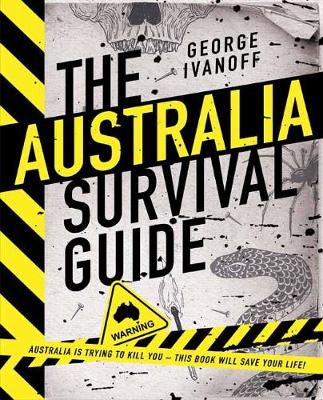 GEORGE
IVANOFF
THE
AUSTRALIA
SURVIVAL
GUIDE
WARNING
AUSTRALIA IS TRYING TO KILL YOU – THIS BOOK WILL SAVE YOUR LIFE!